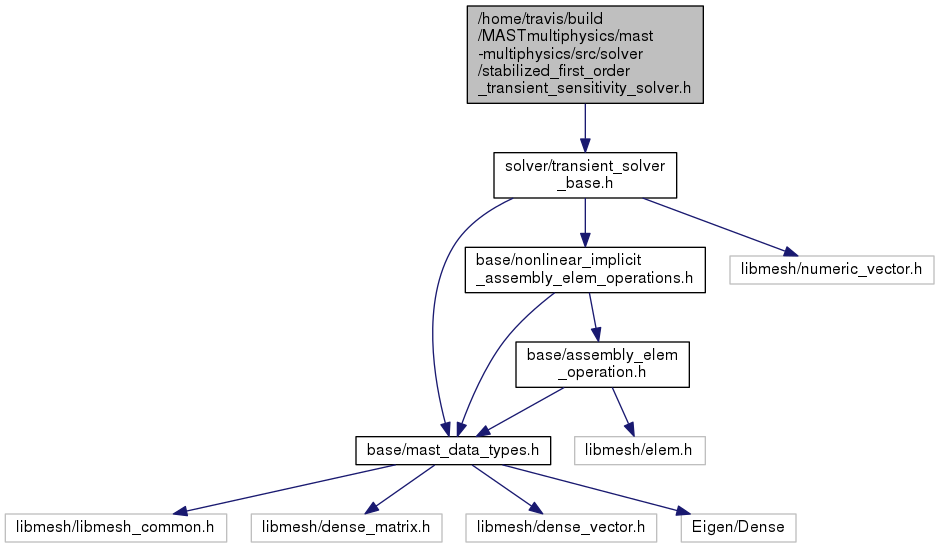 /home/travis/build
/MASTmultiphysics/mast
-multiphysics/src/solver
/stabilized_first_order
_transient_sensitivity_solver.h
solver/transient_solver
_base.h
base/nonlinear_implicit
_assembly_elem_operations.h
libmesh/numeric_vector.h
base/assembly_elem
_operation.h
base/mast_data_types.h
libmesh/elem.h
libmesh/libmesh_common.h
libmesh/dense_matrix.h
libmesh/dense_vector.h
Eigen/Dense